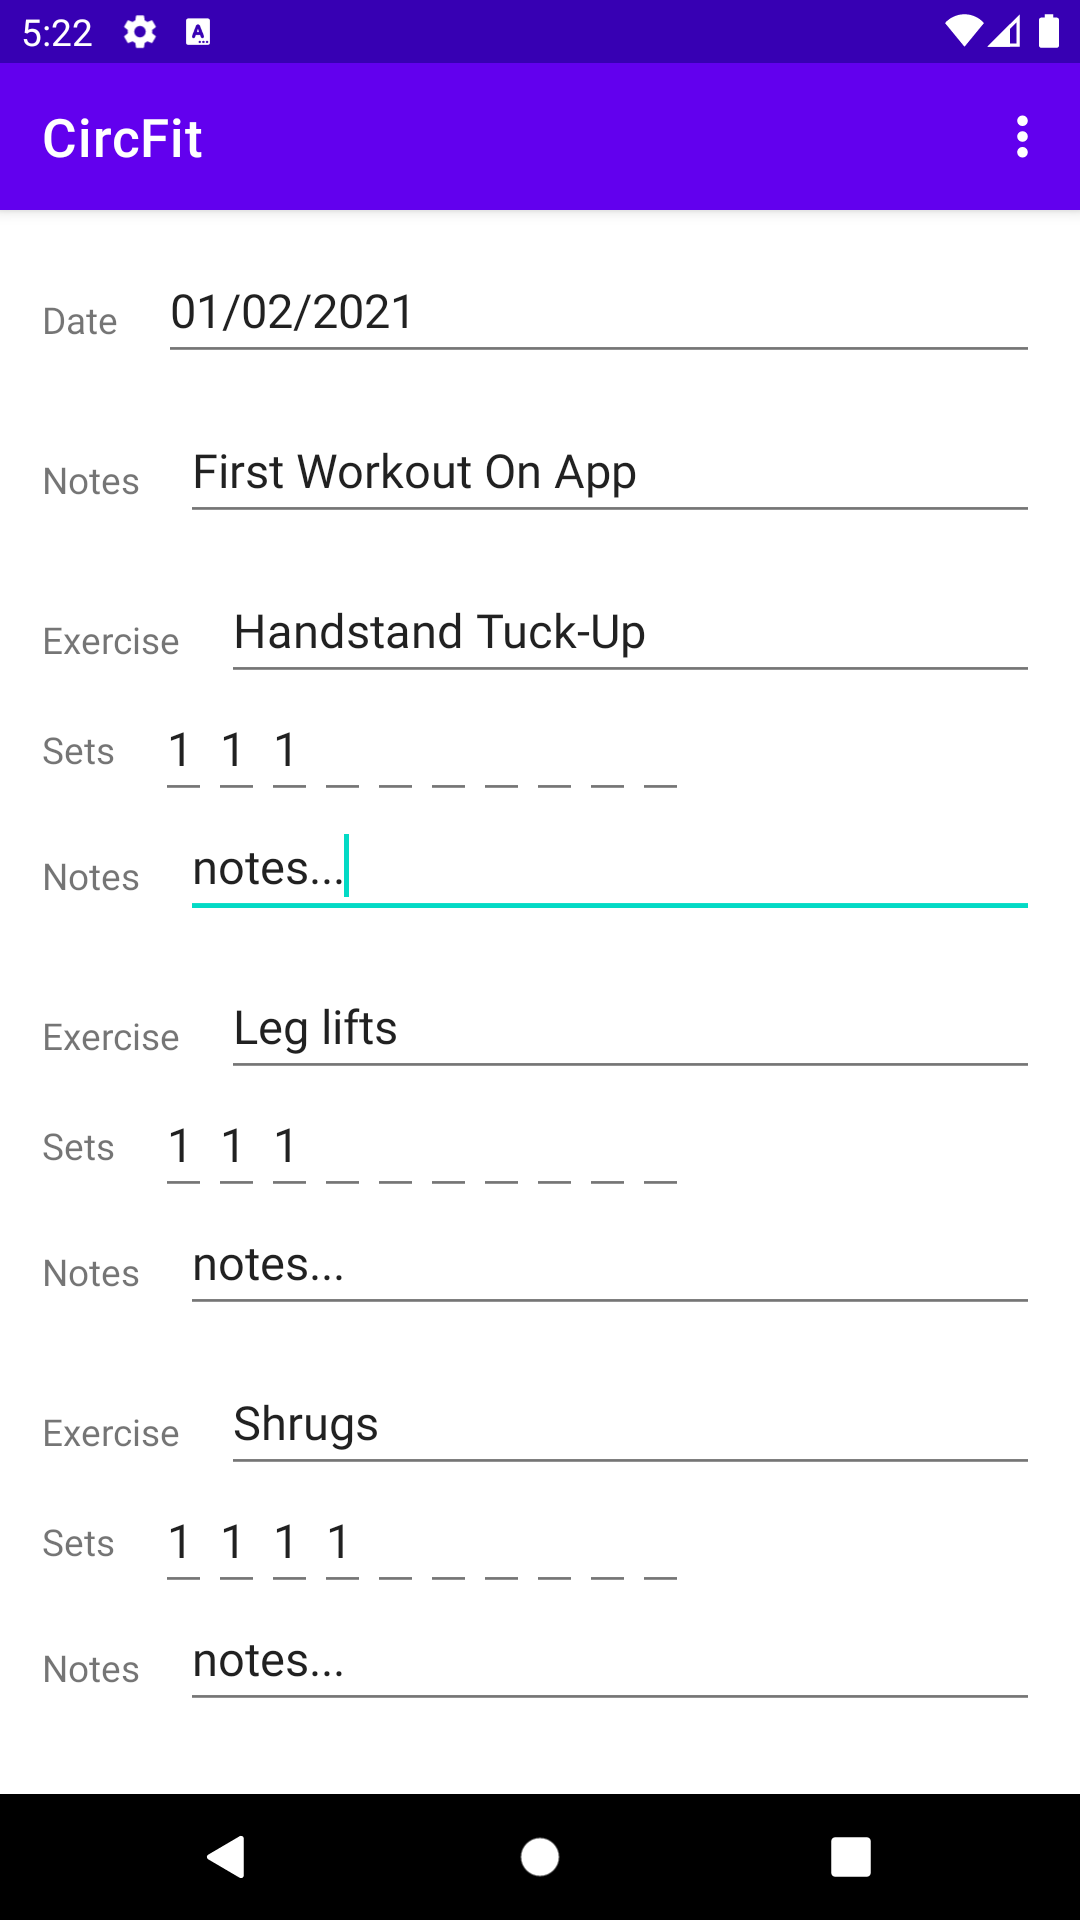 5:22
CircFit
Date 01/02/2021
Notes First Workout On App
Exercise Handstand Tuck-Up
Sets 1 1 1
Notes notes...
Exercise Leg lifts
Sets 1 1 1
Notes notes...
Exercise Shrugs
Sets 1 1 1 1
Notes notes...